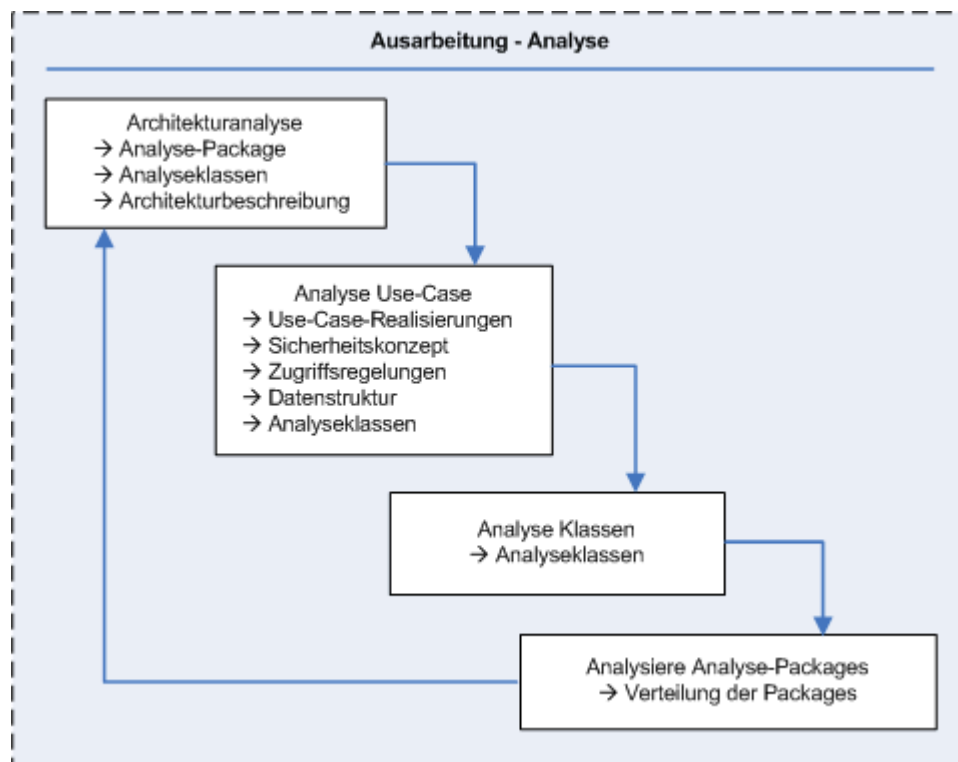 Ausarbeitung - Analyse
Architekturanalyse
→ Analyse-Package
→ Analyseklassen
→ Architekturbeschreibung
Analyse Use-Case
→ Use-Case-Realisierungen
→ Sicherheitskonzept
→ Zugriffsregelungen
→ Datenstruktur
→ Analyseklassen
Analyse Klassen
→ Analyseklassen
Analysiere Analyse-Packages
→ Verteilung der Packages